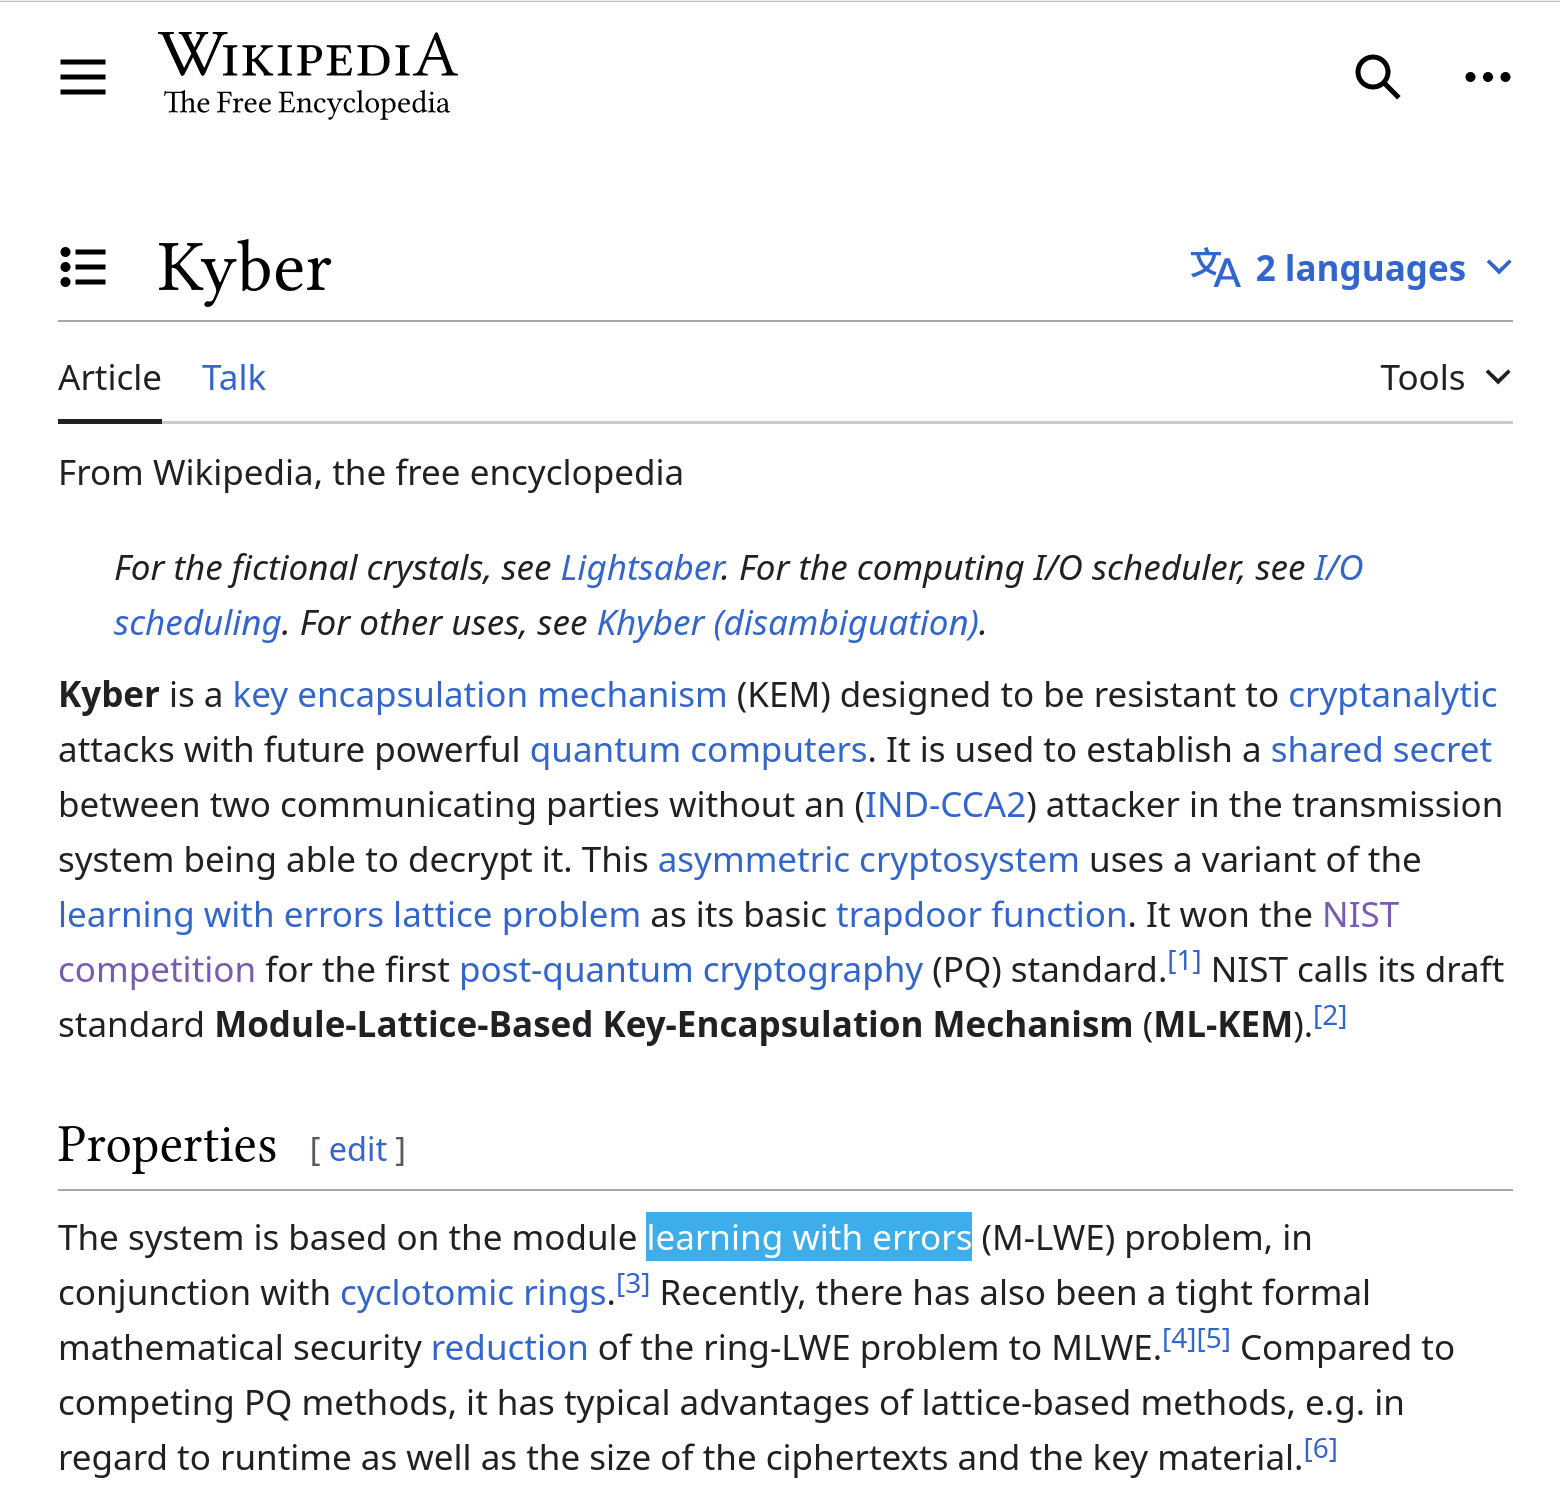 WIKIPEDIA
The Free Encyclopedia
Kyber
文A 2 languages
Article Talk Tools
From Wikipedia, the free encyclopedia
For the fictional crystals, see Lightsaber. For the computing I/O scheduler, see I/O
scheduling. For other uses, see Khyber (disambiguation).
Kyber is a key encapsulation mechanism (KEM) designed to be resistant to cryptanalytic
attacks with future powerful quantum computers. It is used to establish a shared secret
between two communicating parties without an (IND-CCA2) attacker in the transmission
system being able to decrypt it. This asymmetric cryptosystem uses a variant of the
learning with errors lattice problem as its basic trapdoor function. It won the NIST
competition for the first post-quantum cryptography (PQ) standard.[1] NIST calls its draft
standard Module-Lattice-Based Key-Encapsulation Mechanism (ML-KEM).[2]
Properties [ edit ]
The system is based on the module learning with errors (M-LWE) problem, in
conjunction with cyclotomic rings.[3] Recently, there has also been a tight formal
mathematical security reduction of the ring-LWE problem to MLWE.[4][5] Compared to
competing PQ methods, it has typical advantages of lattice-based methods, e.g. in
regard to runtime as well as the size of the ciphertexts and the key material.[6]